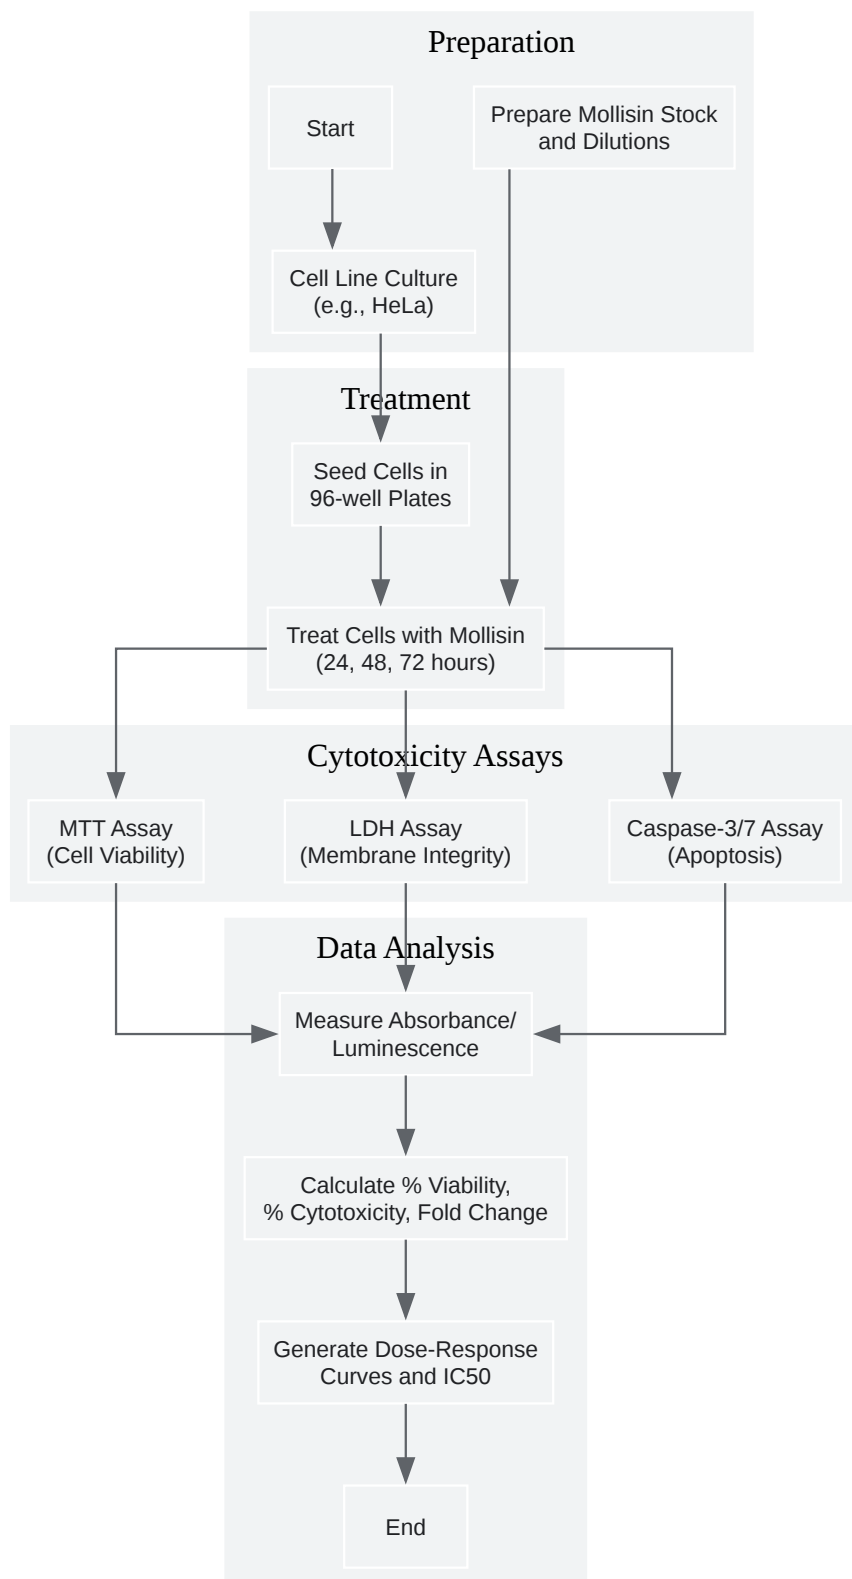 Preparation
Start
Prepare Mollisin Stock
and Dilutions
Cell Line Culture
(e.g., HeLa)
Treatment
Seed Cells in
96-well Plates
Treat Cells with Mollisin
(24, 48, 72 hours)
Cytotoxicity Assays
MTT Assay
(Cell Viability)
LDH Assay
(Membrane Integrity)
Caspase-3/7 Assay
(Apoptosis)
Data Analysis
Measure Absorbance/
Luminescence
Calculate % Viability,
% Cytotoxicity, Fold Change
Generate Dose-Response
Curves and IC50
End